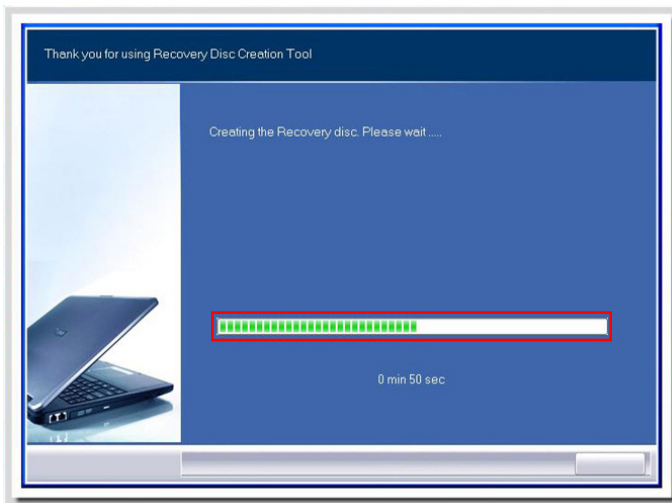 Thank you for using Recovery Disc Creation Tool
Creating the Recovery disc. Please wait .....
0 min 50 sec